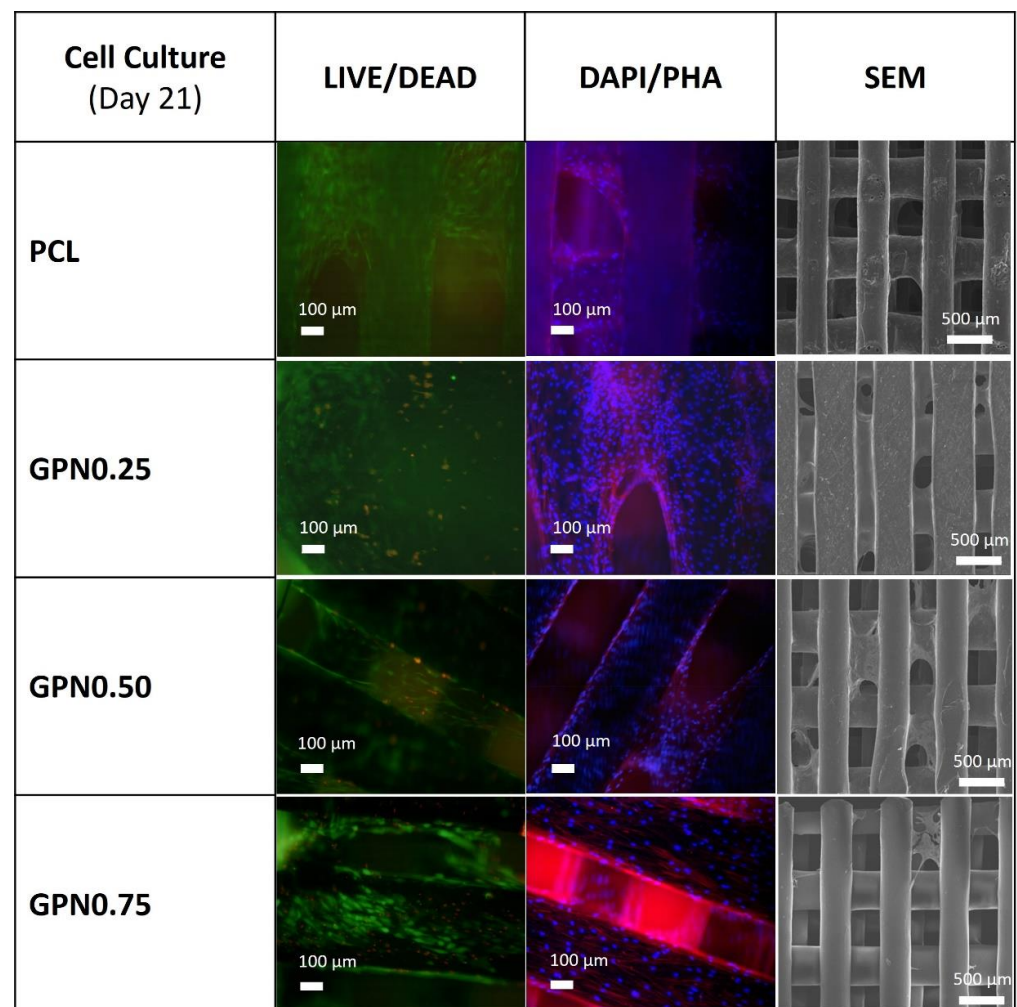 Cell Culture
(Day 21)
LIVE/DEAD
DAPI/PHA
SEM
PCL
100 µm
100 µm
500 µm
GPN0.25
100 µm
100 µm
500 µm
GPN0.50
100 µm
100 µm
500 µm
GPN0.75
100 µm
100 µm
500 µm